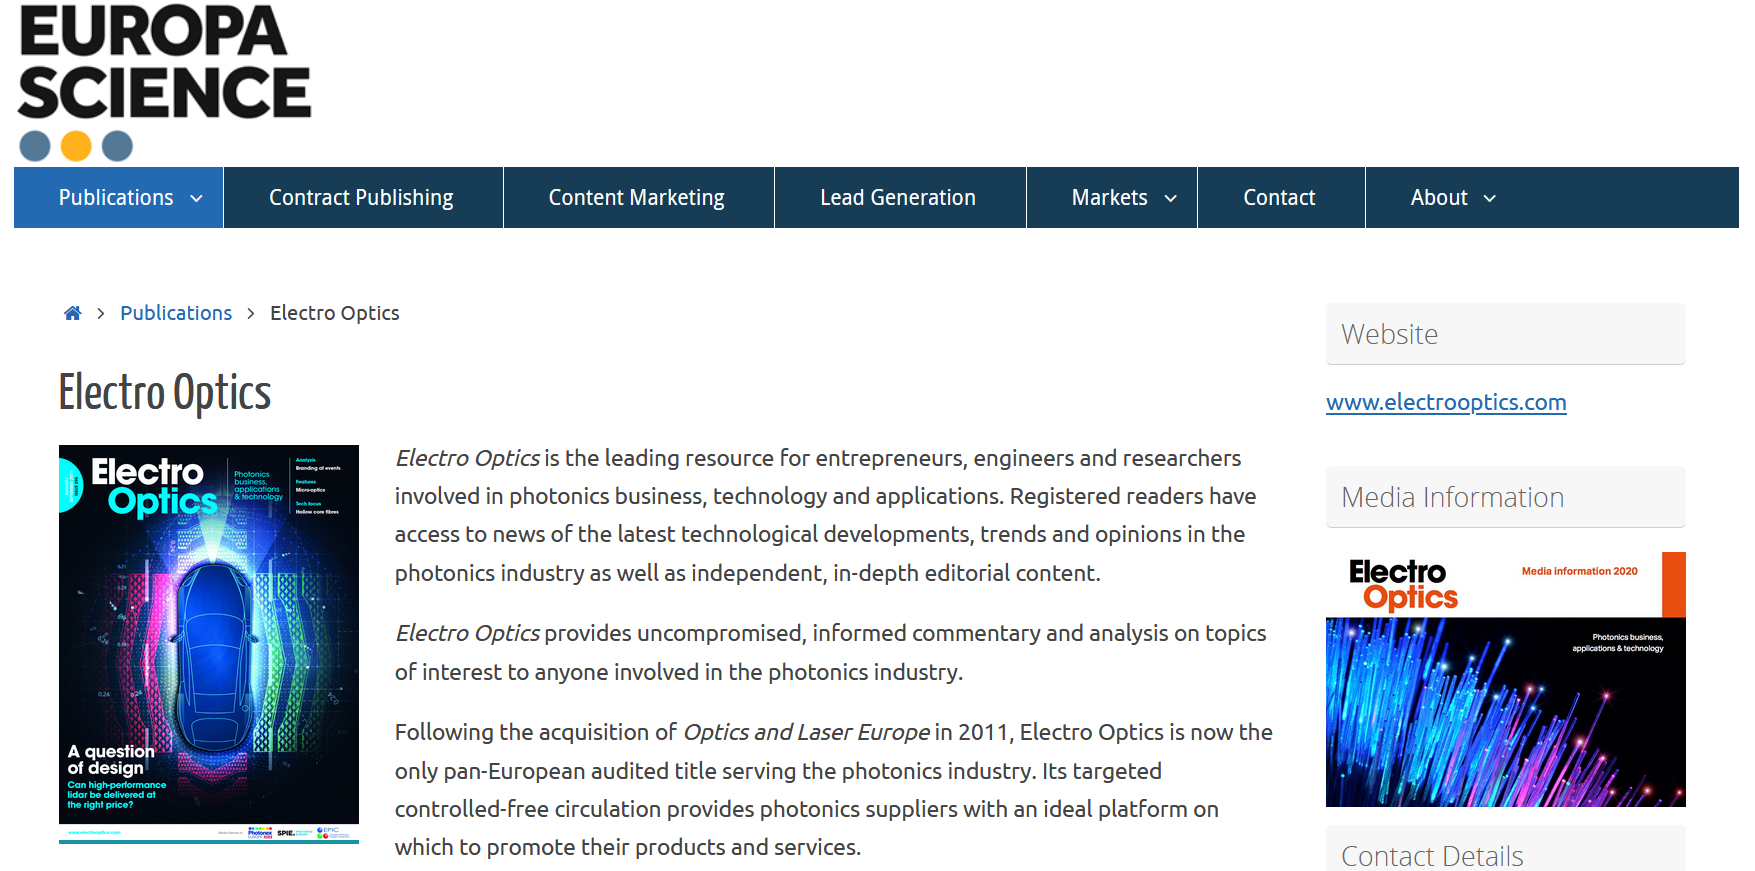 EUROPA
SCIENCE
Publications
Contract Publishing
Content Marketing
Lead Generation
Markets
Contact
About
Publications
Electro Optics
Electro Optics
Electro
Optics
Photonics
business,
applications
& technology
Analysis
Branding at events
Features
Micro-optics
Tech focus
Hollow core fibres
A question
of design
Can high-performance
lidar be delivered at
the right price?
www.electrooptics.com
Photonex
SPIE.
EPIC
Electro Optics is the leading resource for entrepreneurs, engineers and researchers
involved in photonics business, technology and applications. Registered readers have
access to news of the latest technological developments, trends and opinions in the
photonics industry as well as independent, in-depth editorial content.
Electro Optics provides uncompromised, informed commentary and analysis on topics
of interest to anyone involved in the photonics industry.
Following the acquisition of Optics and Laser Europe in 2011, Electro Optics is now the
only pan-European audited title serving the photonics industry. Its targeted
controlled-free circulation provides photonics suppliers with an ideal platform on
which to promote their products and services.
Website
www.electrooptics.com
Media Information
Electro
Optics
Media information 2020
Photonics business,
applications & technology
Contact Details